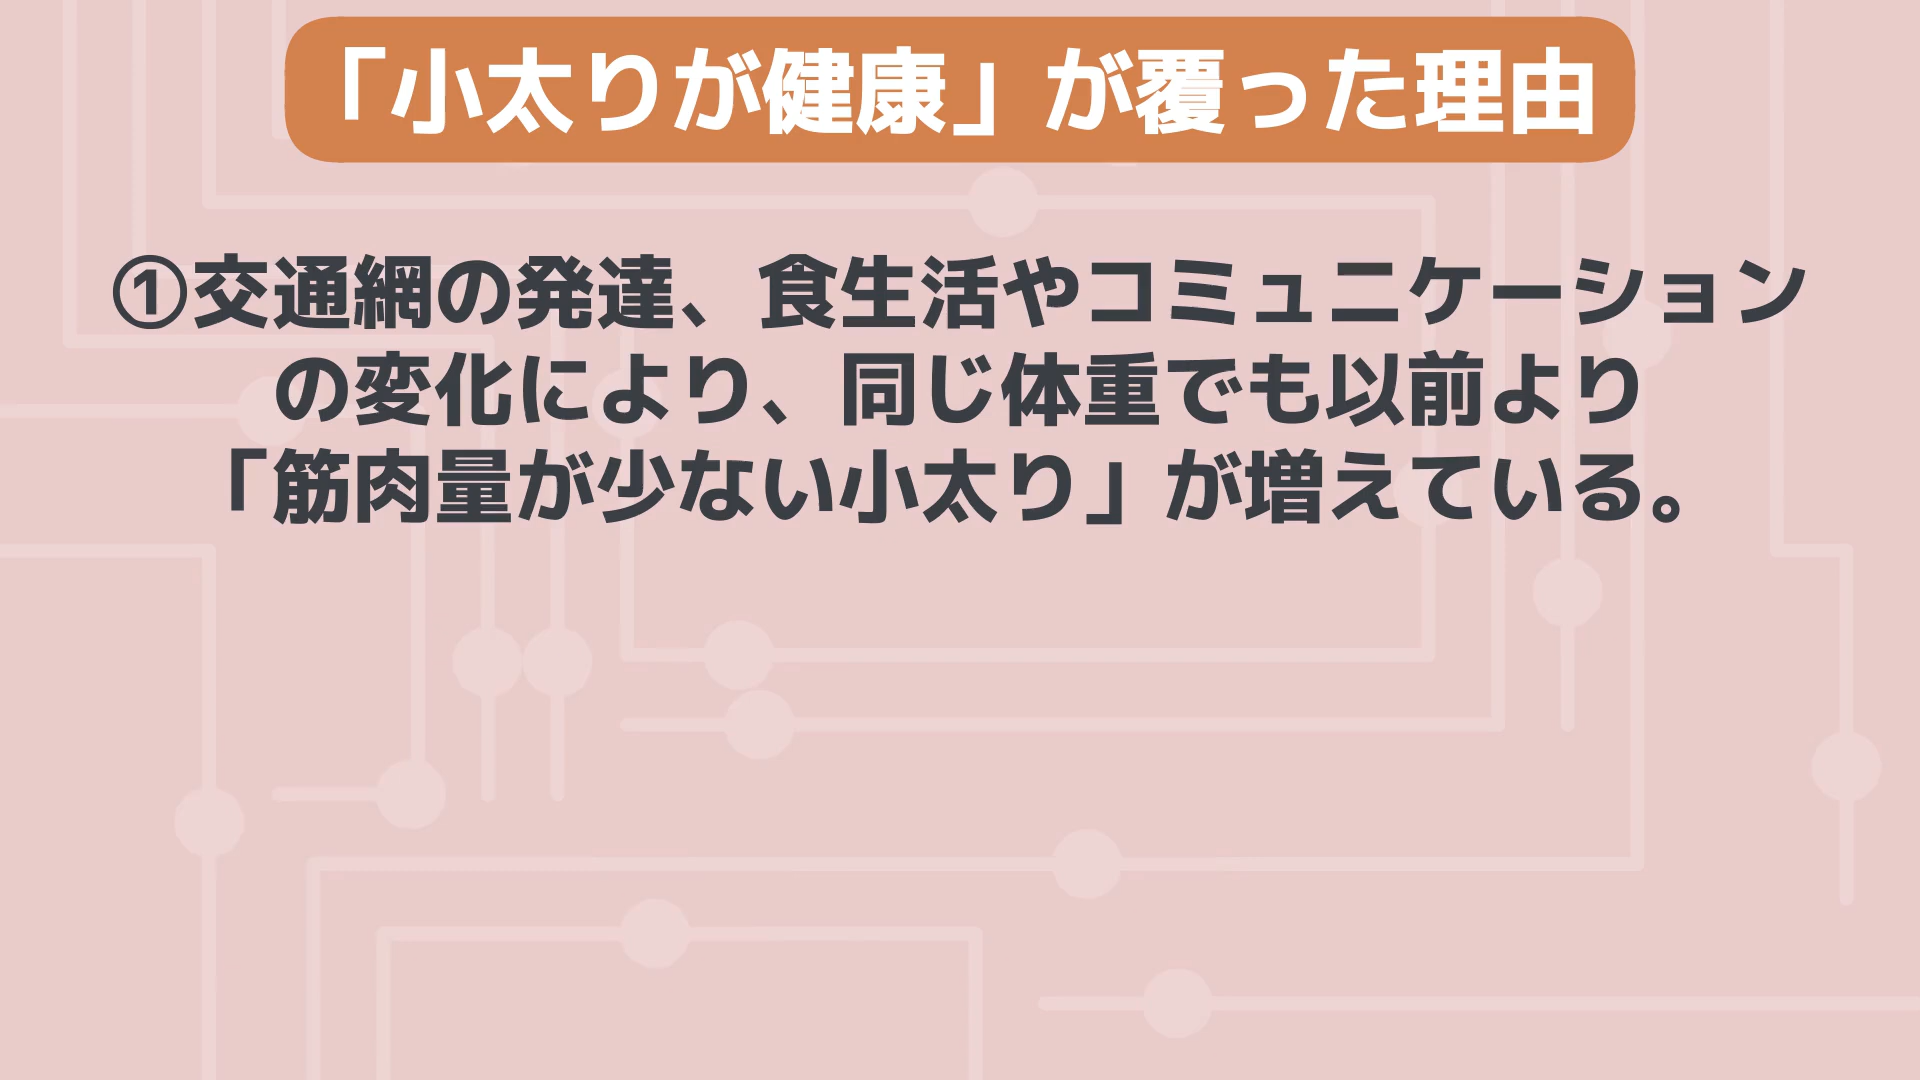 「小太りが健康」が覆った理由
①交通網の発達、食生活やコミュニケーション
の変化により、同じ体重でも以前より
「筋肉量が少ない小太り」が増えている。